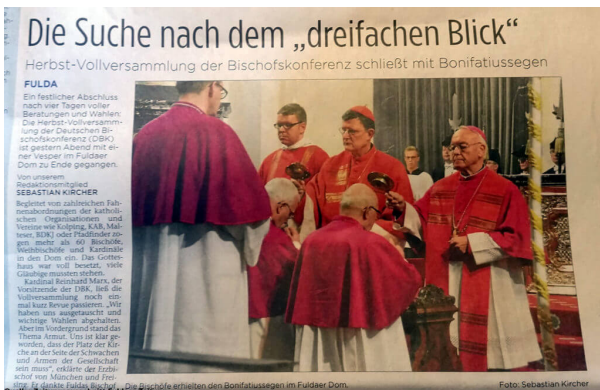 Die Suche nach dem „dreifachen Blick“
Herbst-Vollversammlung der Bischofskonferenz schließt mit Bonifatiussegen
FULDA
Ein festlicher Abschluss
nach vier Tagen voller
Beratungen und Wahlen:
Die Herbst-Vollversamm-
lung der Deutschen Bi-
schofskonferenz (DBK)
ist gestern Abend mit ei-
ner Vesper im Fuldaer
Dom zu Ende gegangen.
Von unserem
Redaktionsmitglied
SEBASTIAN KIRCHER
Begleitet von zahlreichen Fah-
nenabordnungen der katholi-
schen Organisationen und
Vereine wie Kolping, KAB, Mal-
teser, BDKJ oder Pfadfinder zo-
gen mehr als 60 Bischöfe,
Weihbischöfe und Kardinäle
in den Dom ein. Das Gottes-
haus war voll besetzt, viele
Gläubige mussten stehen.
Kardinal Reinhard Marx, der
Vorsitzende der DBK, ließ die
Vollversammlung noch ein-
mal kurz Revue passieren. „Wir
haben uns ausgetauscht und
wichtige Wahlen abgehalten.
Aber im Vordergrund stand das
Thema Armut. Uns ist klar ge-
worden, dass der Platz der Kir-
che an der Seite der Schwachen
und Armen der Gesellschaft
sein muss“, erklärte der Erzbi-
schof von München und Frei-
sing. Er dankte Fuldas Bischof
Die Bischöfe erhielten den Bonifatiussegen im Fuldaer Dom.
Foto: Sebastian Kircher